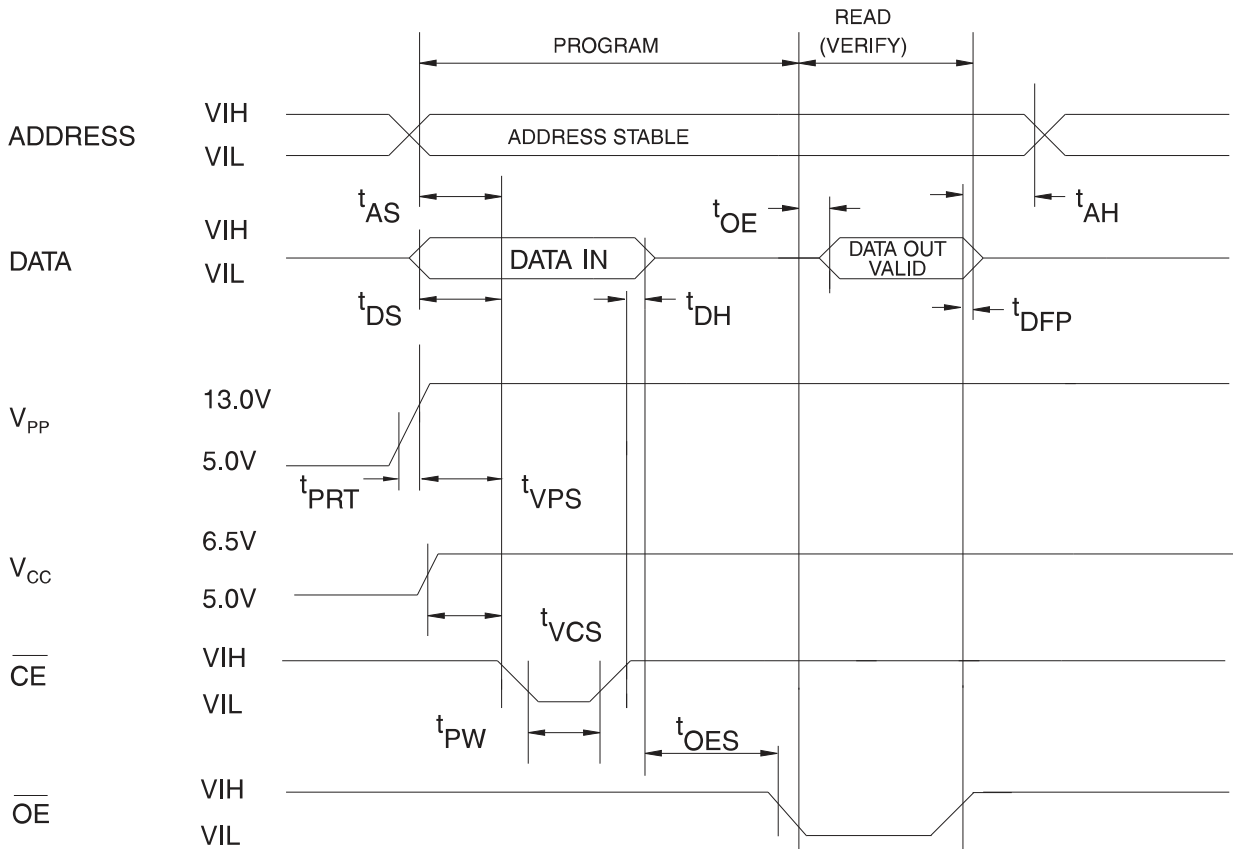 READ
PROGRAM (VERIFY)
ADDRESS VIH
VIL ADDRESS STABLE
tAS tOE tAH
DATA VIH
VIL DATA IN DATA OUT
VALID
tDS tDH tDFP
VPP 13.0V
5.0V
tPRT tVPS
VCC 6.5V
5.0V
tVCS
CE VIH
VIL
tPW tOES
OE VIH
VIL